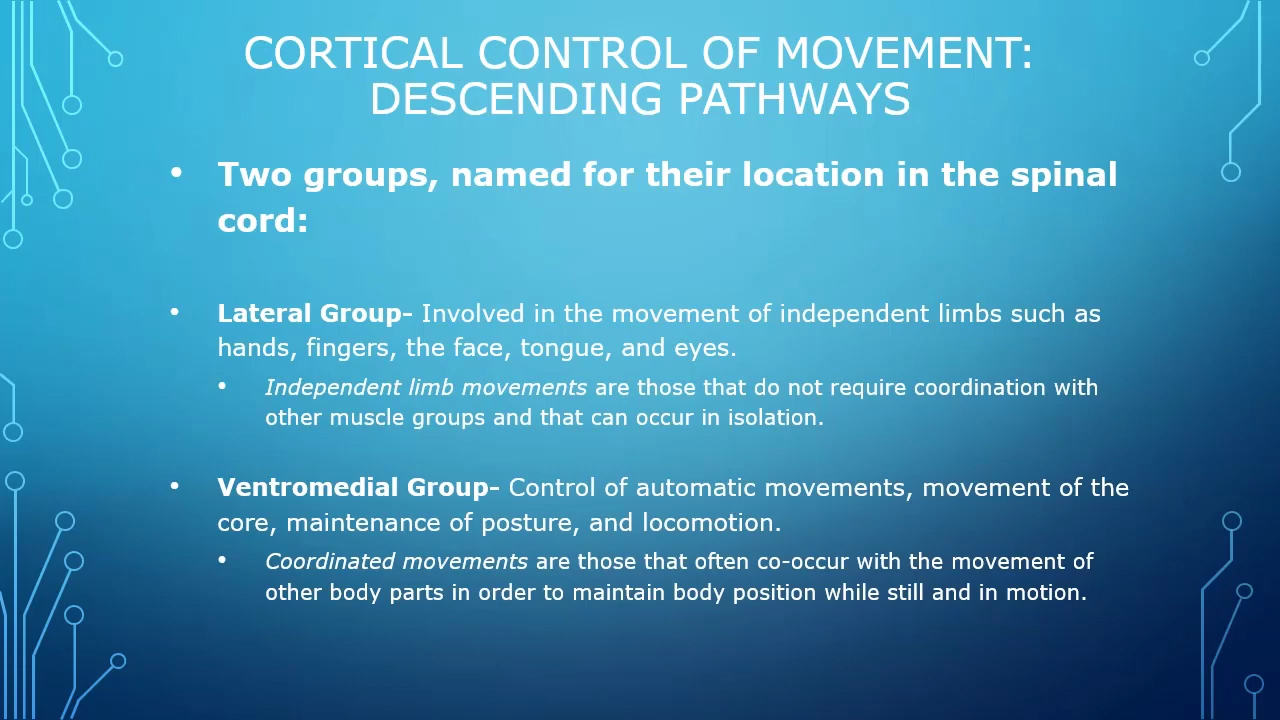 CORTICAL CONTROL OF MOVEMENT:
DESCENDING PATHWAYS
• Two groups, named for their location in the spinal
cord:
• Lateral Group- Involved in the movement of independent limbs such as
hands, fingers, the face, tongue, and eyes.
• Independent limb movements are those that do not require coordination with
other muscle groups and that can occur in isolation.
• Ventromedial Group- Control of automatic movements, movement of the
core, maintenance of posture, and locomotion.
• Coordinated movements are those that often co-occur with the movement of
other body parts in order to maintain body position while still and in motion.